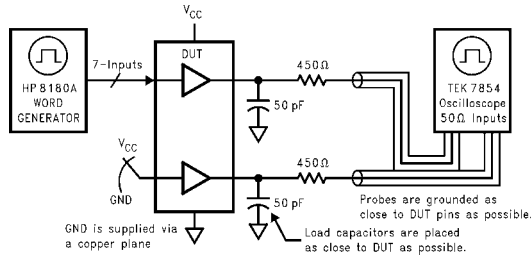 VCC
DUT
7-Inputs
HP8180A
WORD
GENERATOR
450Ω
50 pF
TEK 7854
Oscilloscope
50Ω Inputs
VCC
GND
450Ω
50 pF
GND is supplied via
a copper plane
Probes are grounded as
close to DUT pins as possible.
Load capacitors are placed
as close to DUT as possible.